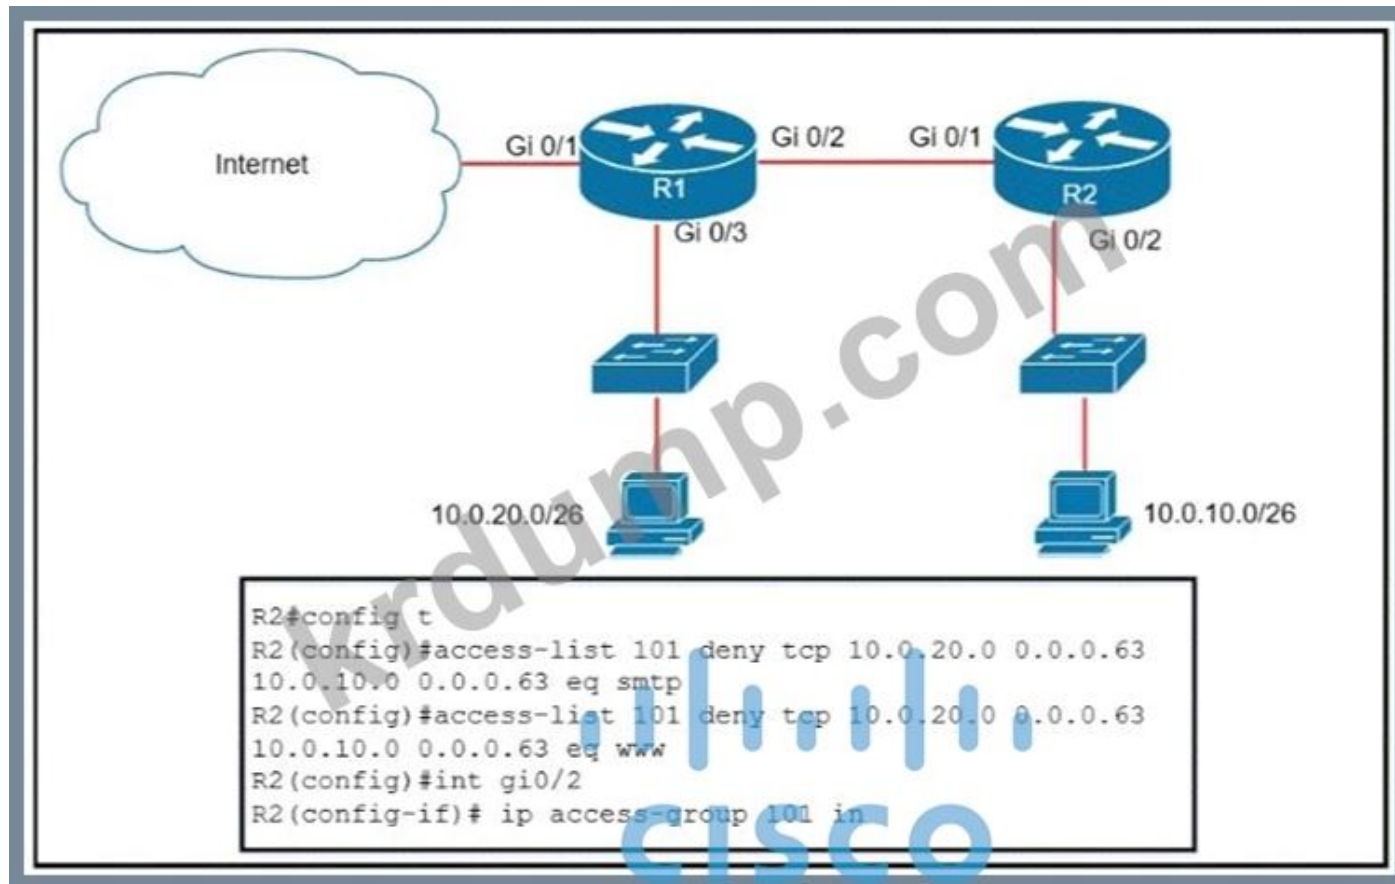 Internet
Gi 0/1
R1
Gi 0/2
Gi 0/1
R2
Gi 0/3
Gi 0/2
10.0.20.0/26
10.0.10.0/26
krdump.com
R2#config t
R2(config)#access-list 101 deny tcp 10.0.20.0 0.0.0.63
10.0.10.0 0.0.0.63 eq smtp
R2(config)#access-list 101 deny tcp 10.0.20.0 0.0.0.63
10.0.10.0 0.0.0.63 eq www
R2(config)#int gi0/2
R2(config-if)# ip access-group 101 in
CISCO